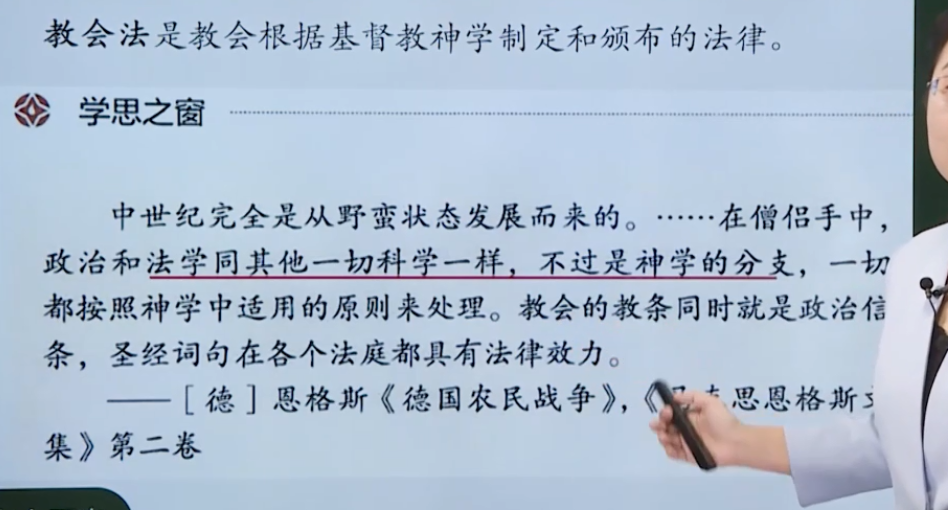 教会法是教会根据基督教神学制定和颁布的法律。
学思之窗
中世纪完全是从野蛮状态发展而来的。……在僧侣手中，
政治和法学同其他一切科学一样，不过是神学的分支，一切
都按照神学中适用的原则来处理。教会的教条同时就是政治信
条，圣经词句在各个法庭都具有法律效力。
——［德］恩格斯《德国农民战争》，《 思恩格斯文
集》第二卷